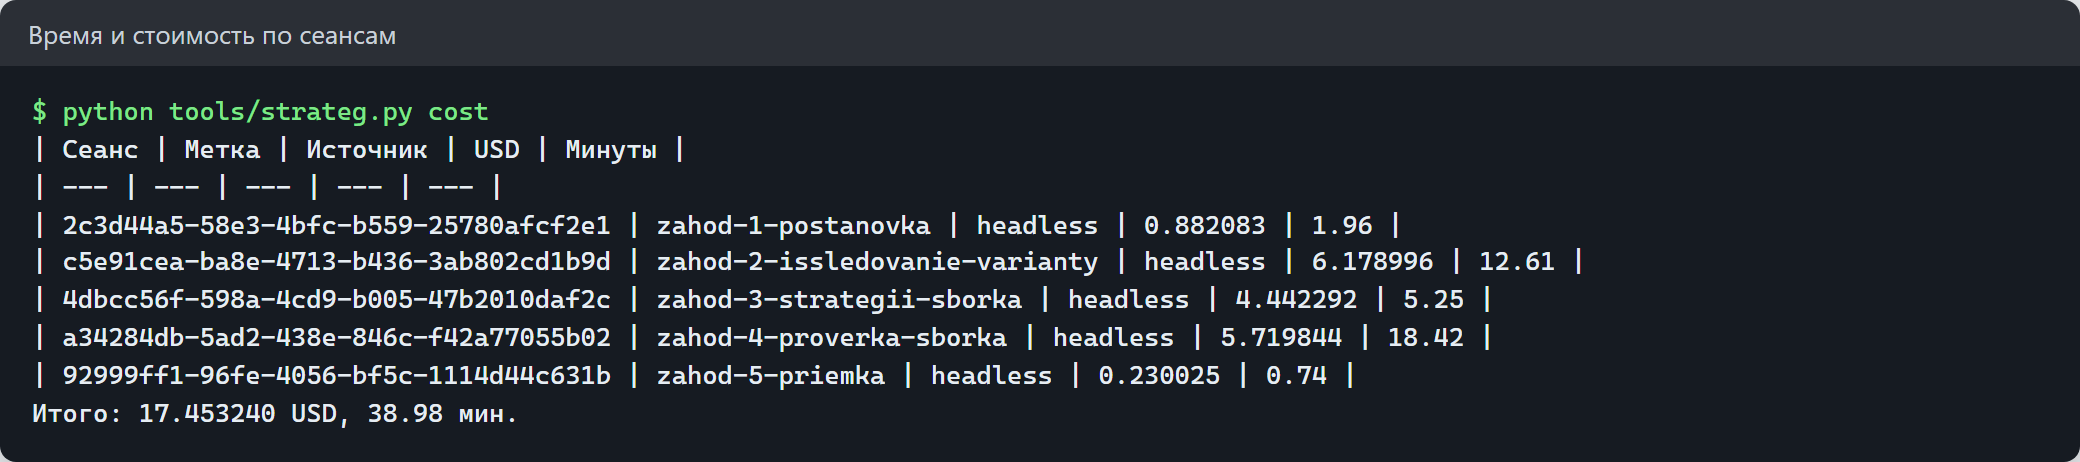 Время и стоимость по сеансам
$ python tools/strateg.py cost
| Сеанс | Метка | Источник | USD | Минуты |
| --- | --- | --- | --- | --- |
| 2c3d44a5-58e3-4bfc-b559-25780afcf2e1 | zahod-1-postanovka | headless | 0.882083 | 1.96 |
| c5e91cea-ba8e-4713-b436-3ab802cd1b9d | zahod-2-issledovanie-varianty | headless | 6.178996 | 12.61 |
| 4dbcc56f-598a-4cd9-b005-47b2010daf2c | zahod-3-strategii-sborka | headless | 4.442292 | 5.25 |
| a34284db-5ad2-438e-846c-f42a77055b02 | zahod-4-proverka-sborka | headless | 5.719844 | 18.42 |
| 92999ff1-96fe-4056-bf5c-1114d44c631b | zahod-5-priemka | headless | 0.230025 | 0.74 |
Итого: 17.453240 USD, 38.98 мин.